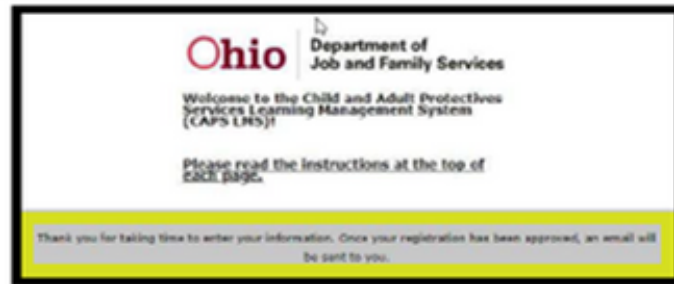 Ohio
Department of
Job and Family Services
Welcome to the Child and Adult Protectives
Services Learning Management System
(CAPS LMS)!
Please read the instructions at the top of
each page.
Thank you for taking time to enter your information. Once your registration has been approved, an email will
be sent to you.